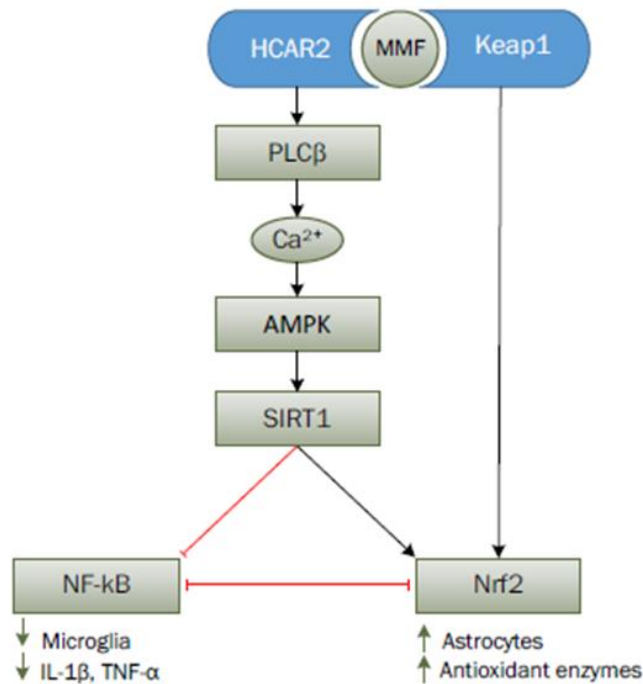 HCAR2
MMF
Keap1
PLCβ
Ca²⁺
AMPK
SIRT1
NF-kB
Nrf2
Microglia
IL-1β, TNF-α
Astrocytes
Antioxidant enzymes